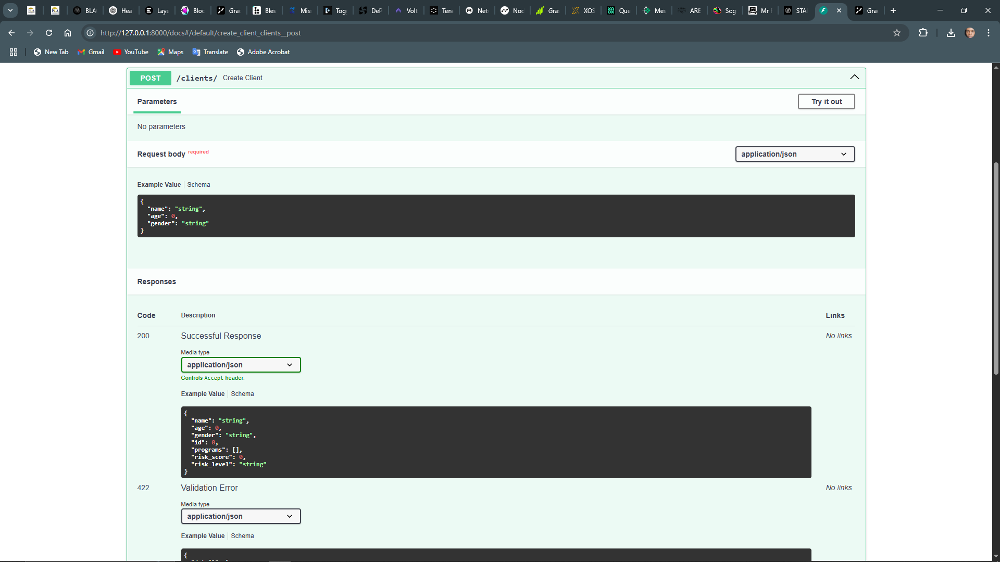 BLA Hea Laye Bloc Grac Bles Miss Tog DeP Volt Tene Net Noc Gras XOS Que Mes ARE Sog Mr STA Grac
http://127.0.0.1:8000/docs#/default/create_client_clients__post
New Tab Gmail YouTube Maps Translate Adobe Acrobat
POST /clients/ Create Client
Parameters Try it out
No parameters
Request body required application/json
Example Value Schema
{
"name": "string",
"age": 0,
"gender": "string"
}
Responses
Code Description Links
200 Successful Response No links
Media type
application/json
Controls Accept header.
Example Value Schema
{
"name": "string",
"age": 0,
"gender": "string",
"id": 0,
"programs": [],
"risk_score": 0,
"risk_level": "string"
}
422 Validation Error No links
Media type
application/json
Example Value Schema
{